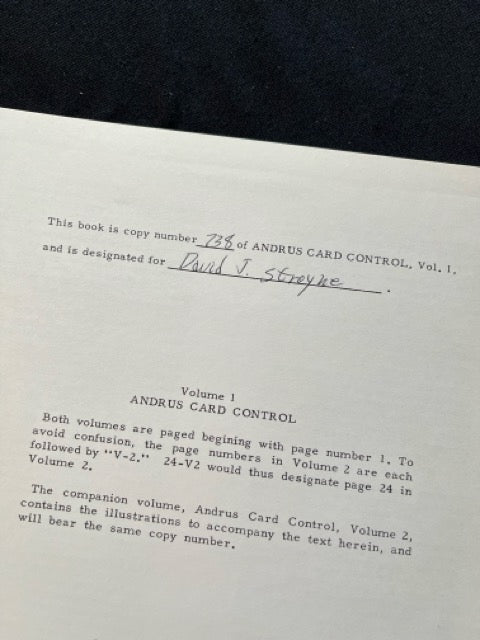 This book is copy number 738 of ANDRUS CARD CONTROL, Vol. 1,
and is designated for David J. Stroyne .
Volume 1
ANDRUS CARD CONTROL
Both volumes are paged begining with page number 1. To
avoid confusion, the page numbers in Volume 2 are each
followed by "V-2." 24-V2 would thus designate page 24 in
Volume 2.
The companion volume, Andrus Card Control, Volume 2,
contains the illustrations to accompany the text herein, and
will bear the same copy number.